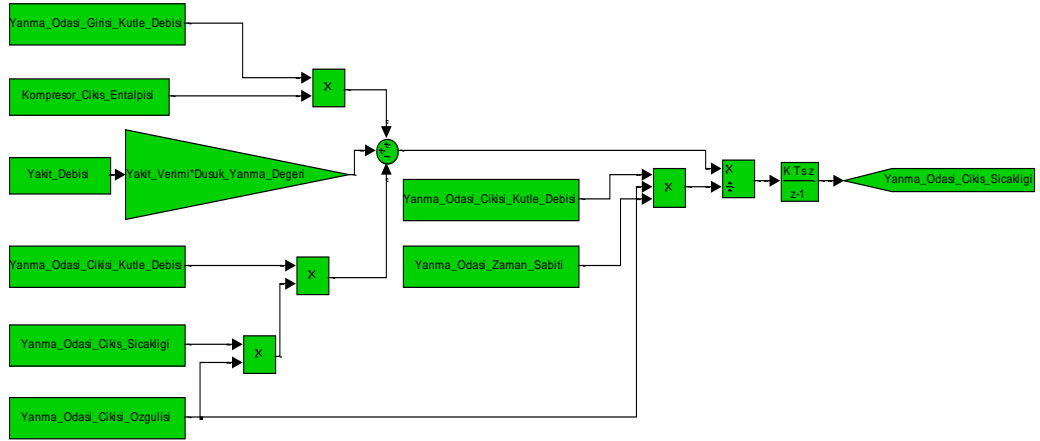 Yanma_Odasi_Girisi_Kutle_Debisi
Kompresor_Cikis_Entalpisi
X
Yakit_Debisi
Yakit_Verimi*Dusuk_Yanma_Degeri
+
+
-
Yanma_Odasi_Cikisi_Kutle_Debisi
X
Yanma_Odasi_Cikis_Sicakligi
X
Yanma_Odasi_Cikisi_Ozgulisi
Yanma_Odasi_Cikisi_Kutle_Debisi
Yanma_Odasi_Zaman_Sabiti
X
X
÷
K Ts z
z-1
Yanma_Odasi_Cikis_Sicakligi